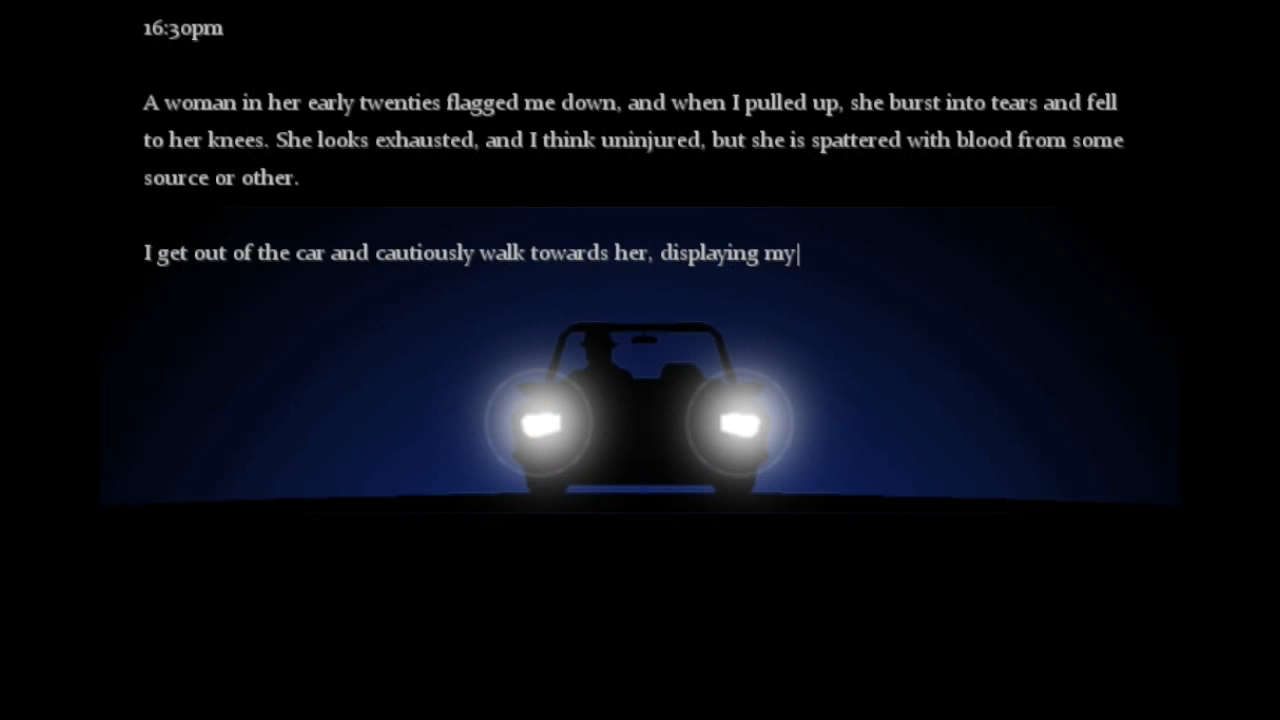 16:30pm
A woman in her early twenties flagged me down, and when I pulled up, she burst into tears and fell
to her knees. She looks exhausted, and I think uninjured, but she is spattered with blood from some
source or other.
I get out of the car and cautiously walk towards her, displaying my